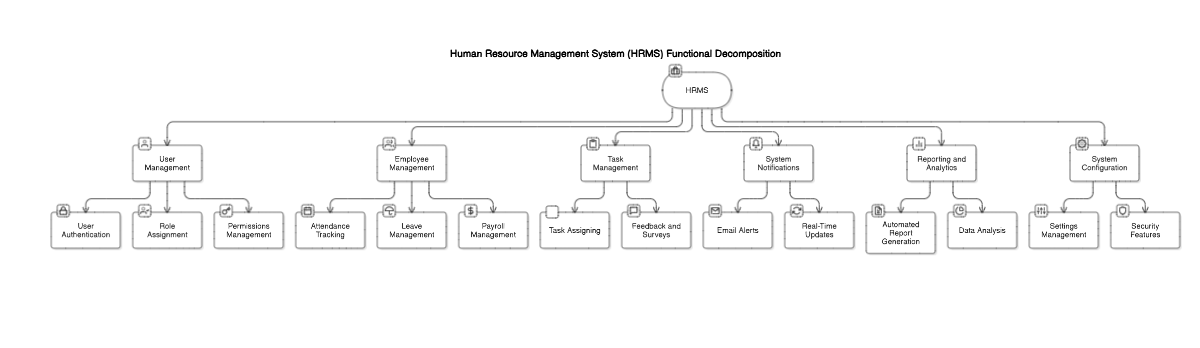 Human Resource Management System (HRMS) Functional Decomposition
HRMS
User
Management
Employee
Management
Task
Management
System
Notifications
Reporting and
Analytics
System
Configuration
User
Authentication
Role
Assignment
Permissions
Management
Attendance
Tracking
Leave
Management
Payroll
Management
Task Assigning
Feedback and
Surveys
Email Alerts
Real-Time
Updates
Automated
Report
Generation
Data Analysis
Settings
Management
Security
Features